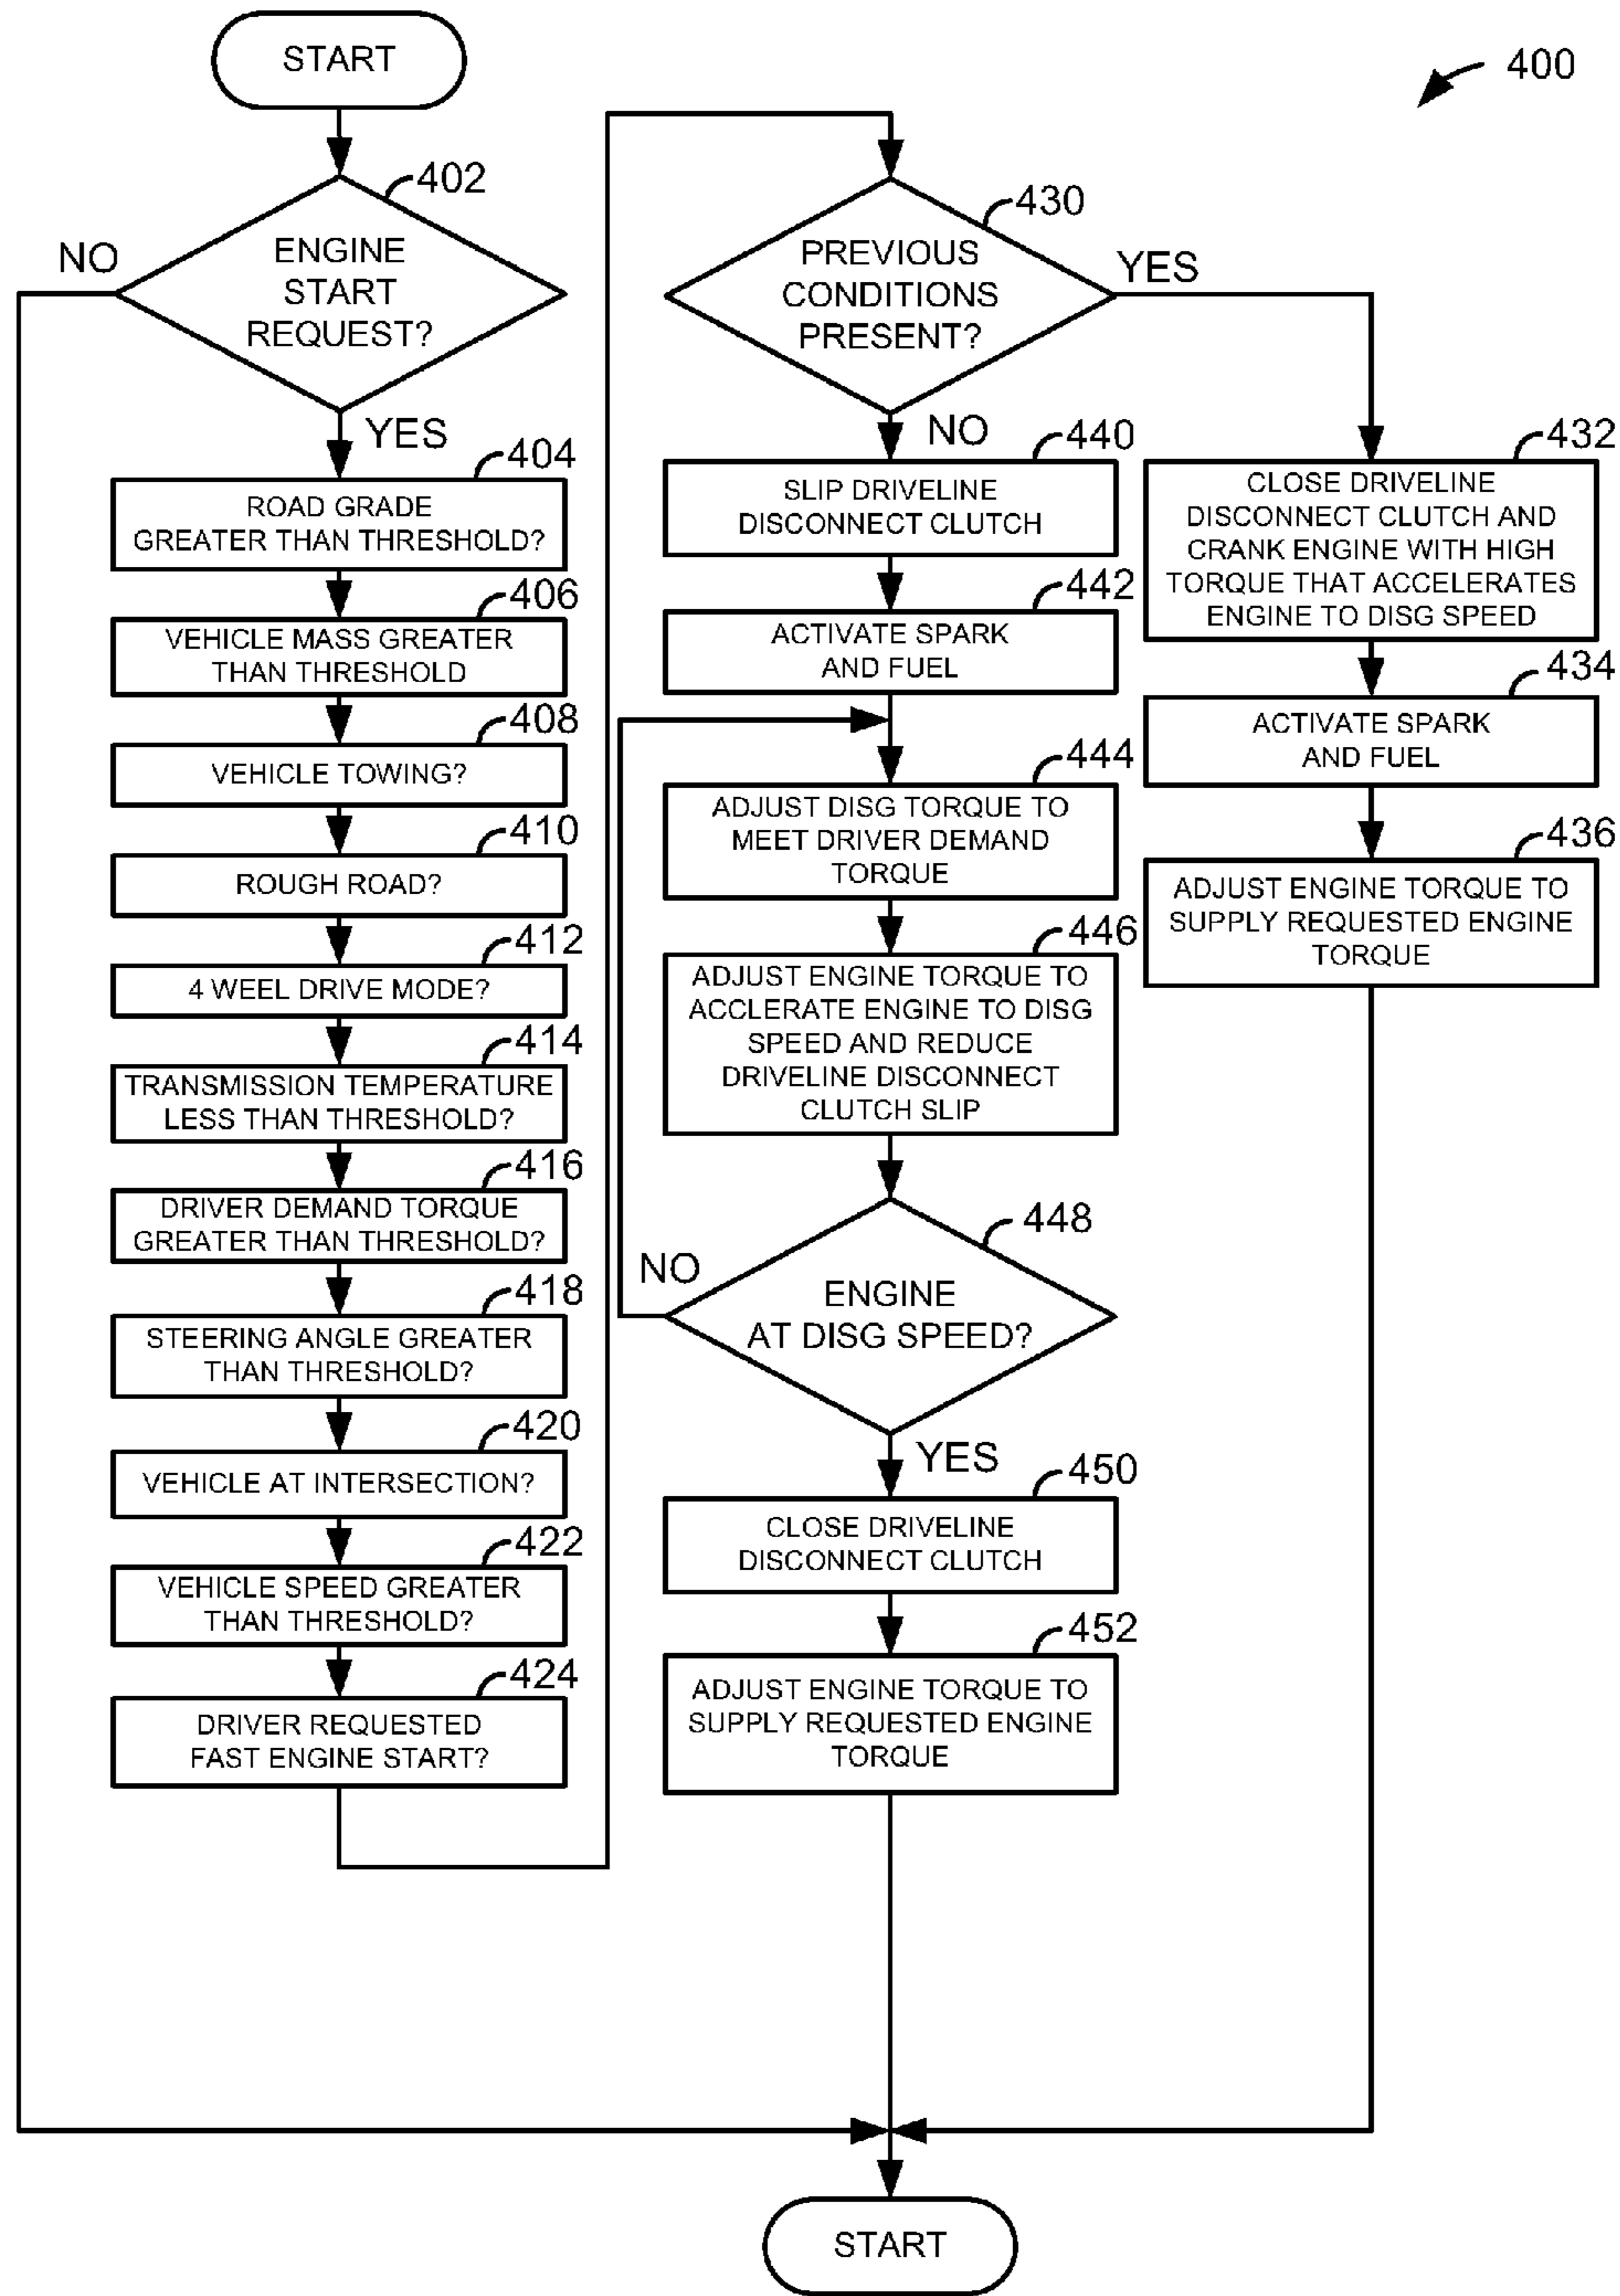 START
400
402
ENGINE
START
REQUEST?
NO
YES
404
ROAD GRADE
GREATER THAN THRESHOLD?
406
VEHICLE MASS GREATER
THAN THRESHOLD
408
VEHICLE TOWING?
410
ROUGH ROAD?
412
4 WEEL DRIVE MODE?
414
TRANSMISSION TEMPERATURE
LESS THAN THRESHOLD?
416
DRIVER DEMAND TORQUE
GREATER THAN THRESHOLD?
418
STEERING ANGLE GREATER
THAN THRESHOLD?
420
VEHICLE AT INTERSECTION?
422
VEHICLE SPEED GREATER
THAN THRESHOLD?
424
DRIVER REQUESTED
FAST ENGINE START?
430
PREVIOUS
CONDITIONS
PRESENT?
YES
NO
440
SLIP DRIVELINE
DISCONNECT CLUTCH
442
ACTIVATE SPARK
AND FUEL
444
ADJUST DISG TORQUE TO
MEET DRIVER DEMAND
TORQUE
446
ADJUST ENGINE TORQUE TO
ACCLERATE ENGINE TO DISG
SPEED AND REDUCE
DRIVELINE DISCONNECT
CLUTCH SLIP
448
ENGINE
AT DISG SPEED?
NO
YES
450
CLOSE DRIVELINE
DISCONNECT CLUTCH
452
ADJUST ENGINE TORQUE TO
SUPPLY REQUESTED ENGINE
TORQUE
432
CLOSE DRIVELINE
DISCONNECT CLUTCH AND
CRANK ENGINE WITH HIGH
TORQUE THAT ACCELERATES
ENGINE TO DISG SPEED
434
ACTIVATE SPARK
AND FUEL
436
ADJUST ENGINE TORQUE TO
SUPPLY REQUESTED ENGINE
TORQUE
START